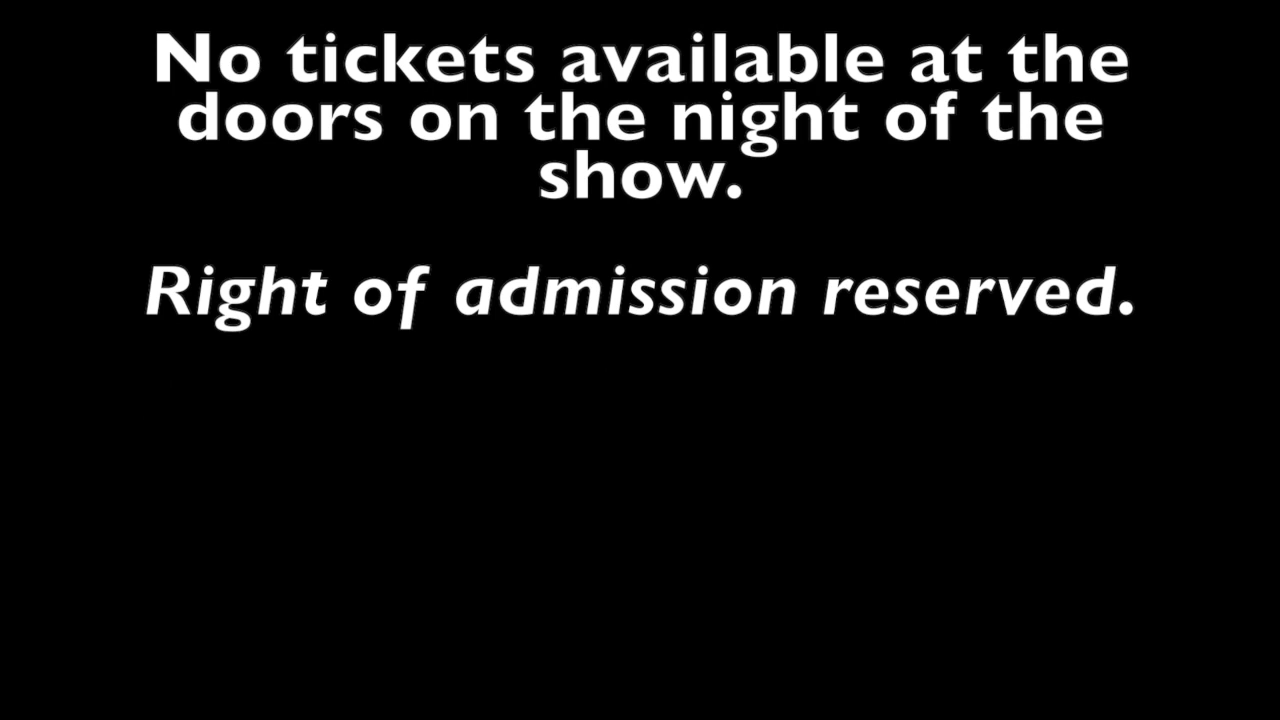 No tickets available at the
doors on the night of the
show.
Right of admission reserved.